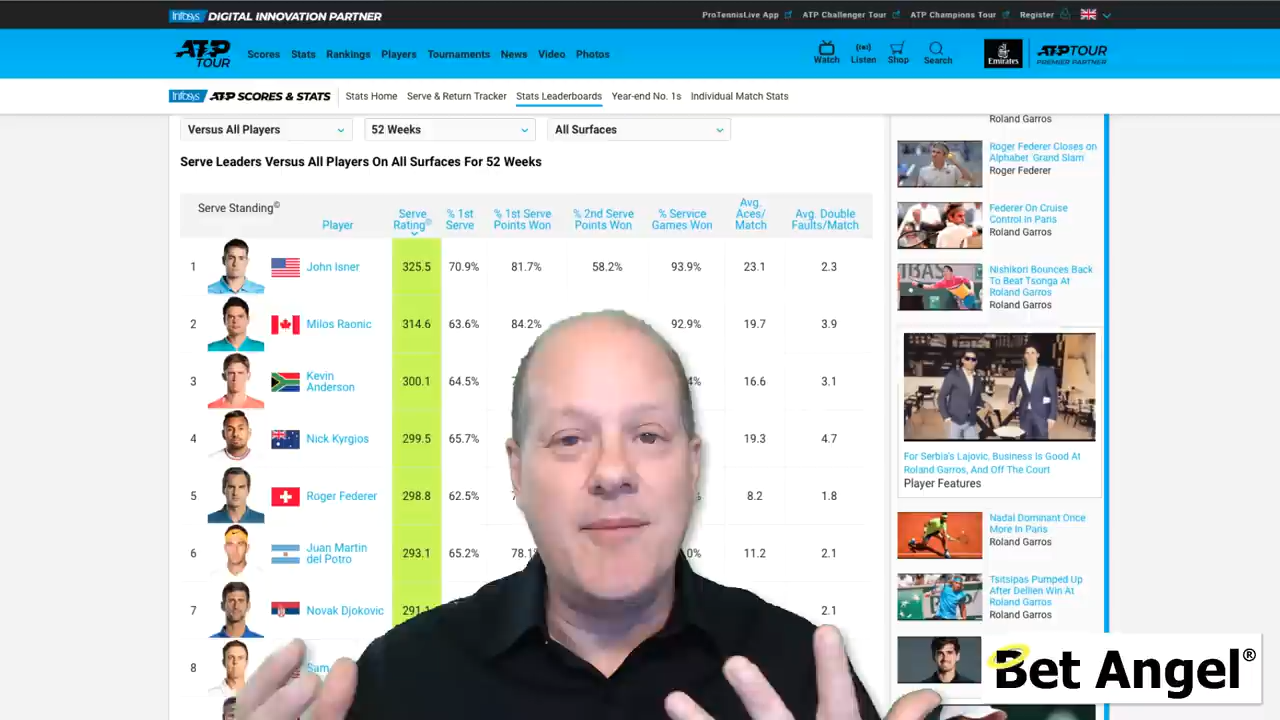 Infosys DIGITAL INNOVATION PARTNER
ProTennisLive App ATP Challenger Tour ATP Champions Tour Register
ATP TOUR Scores Stats Rankings Players Tournaments News Video Photos Watch Listen Shop Search Emirates ATP TOUR PREMIER PARTNER
Infosys ATP SCORES & STATS Stats Home Serve & Return Tracker Stats Leaderboards Year-end No. 1s Individual Match Stats
Versus All Players 52 Weeks All Surfaces
Serve Leaders Versus All Players On All Surfaces For 52 Weeks
Serve Standing© Player Serve Rating© % 1st Serve % 1st Serve Points Won % 2nd Serve Points Won % Service Games Won Avg. Aces/Match Avg. Double Faults/Match
1 John Isner 325.5 70.9% 81.7% 58.2% 93.9% 23.1 2.3
2 Milos Raonic 314.6 63.6% 84.2% 92.9% 19.7 3.9
3 Kevin Anderson 300.1 64.5% 16.6 3.1
4 Nick Kyrgios 299.5 65.7% 19.3 4.7
5 Roger Federer 298.8 62.5% 8.2 1.8
6 Juan Martin del Potro 293.1 65.2% 78.1 11.2 2.1
7 Novak Djokovic 291.1 2.1
8 Sam
Roland Garros
Roger Federer Closes on
Alphabet 'Grand Slam'
Roger Federer
Federer On Cruise
Control In Paris
Roland Garros
Nishikori Bounces Back
To Beat Tsonga At
Roland Garros
Roland Garros
For Serbia's Lajovic, Business Is Good At
Roland Garros, And Off The Court
Player Features
Nadal Dominant Once
More In Paris
Roland Garros
Tsitsipas Pumped Up
After Dellien Win At
Roland Garros
Roland Garros
Bet Angel®